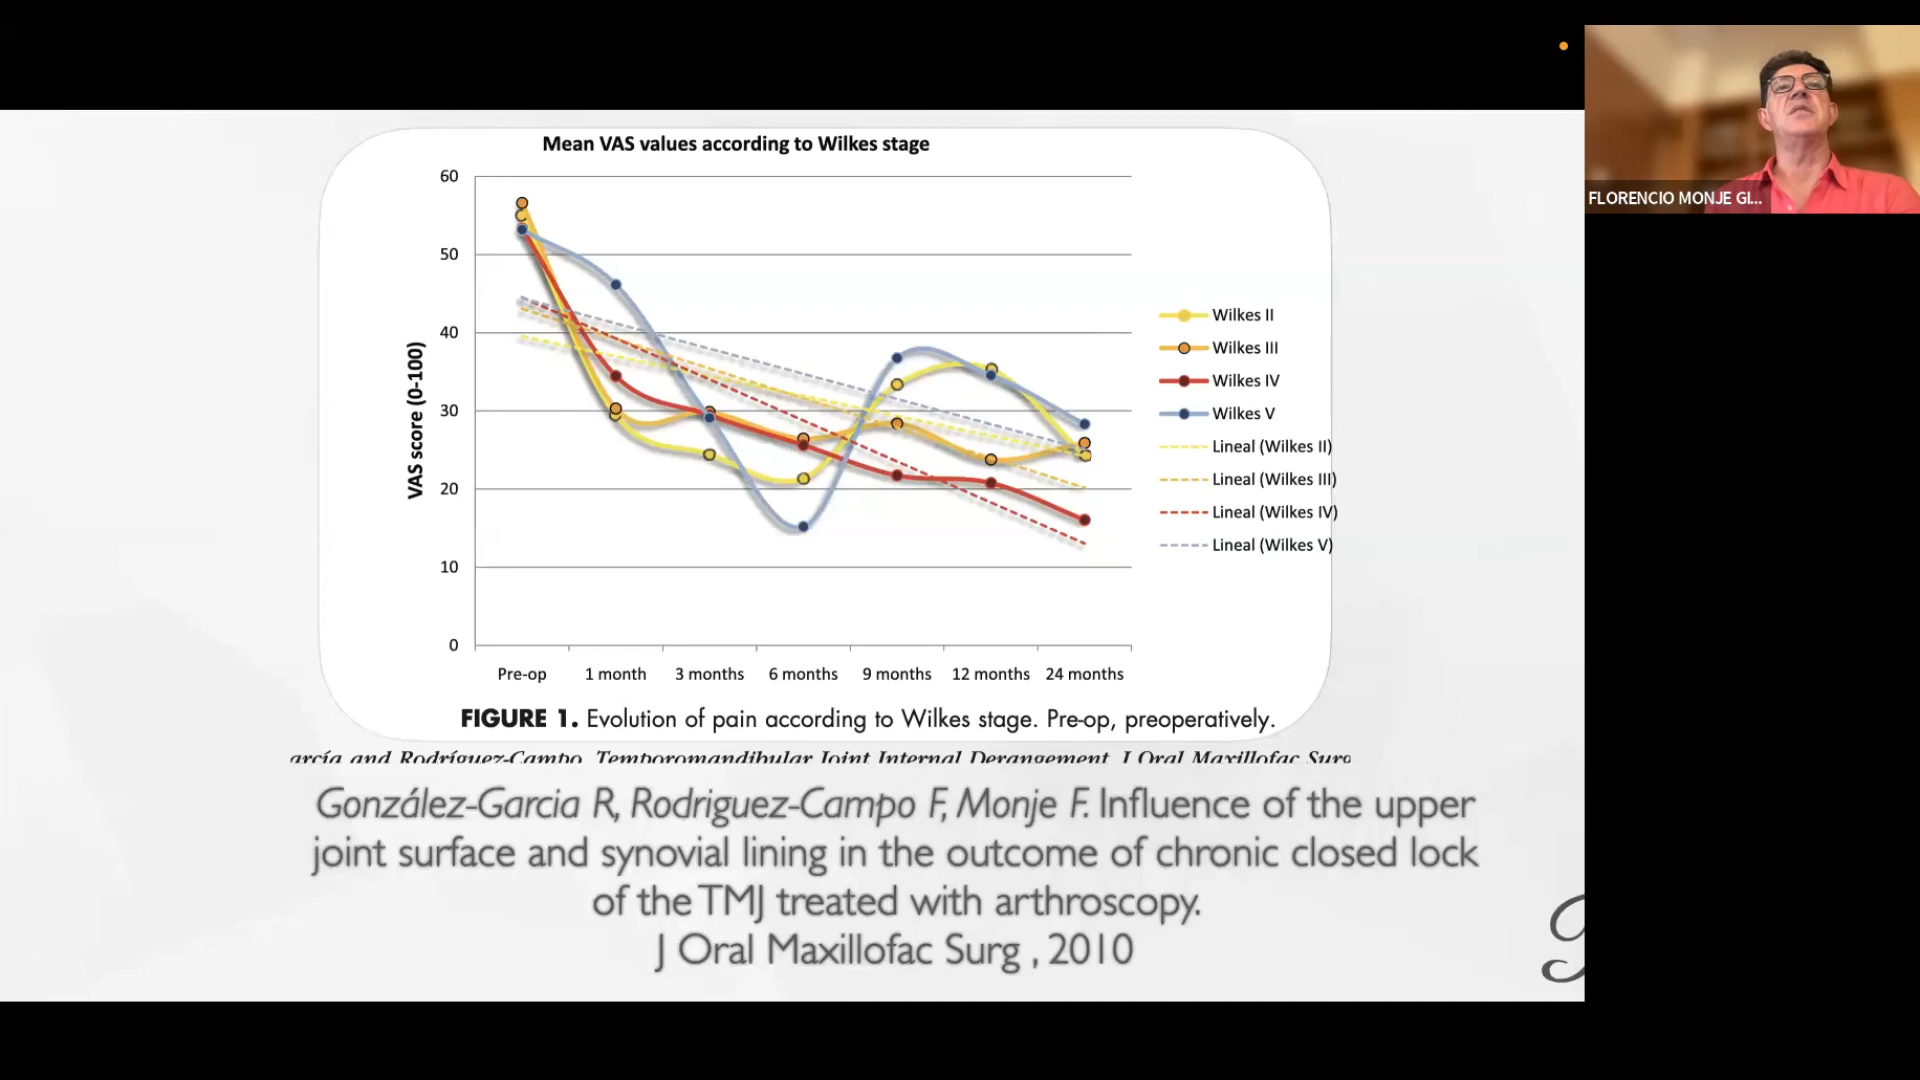 FLORENCIO MONJE GI...
Mean VAS values according to Wilkes stage
60
50
40
30
20
10
0
VAS score (0-100)
Pre-op 1 month 3 months 6 months 9 months 12 months 24 months
Wilkes II
Wilkes III
Wilkes IV
Wilkes V
Lineal (Wilkes II)
Lineal (Wilkes III)
Lineal (Wilkes IV)
Lineal (Wilkes V)
FIGURE 1. Evolution of pain according to Wilkes stage. Pre-op, preoperatively.
arcía and Rodríguez-Campo. Temporomandibular Joint Internal Derangement. J Oral Maxillofac Surg
González-Garcia R, Rodriguez-Campo F, Monje F. Influence of the upper
joint surface and synovial lining in the outcome of chronic closed lock
of the TMJ treated with arthroscopy.
J Oral Maxillofac Surg , 2010